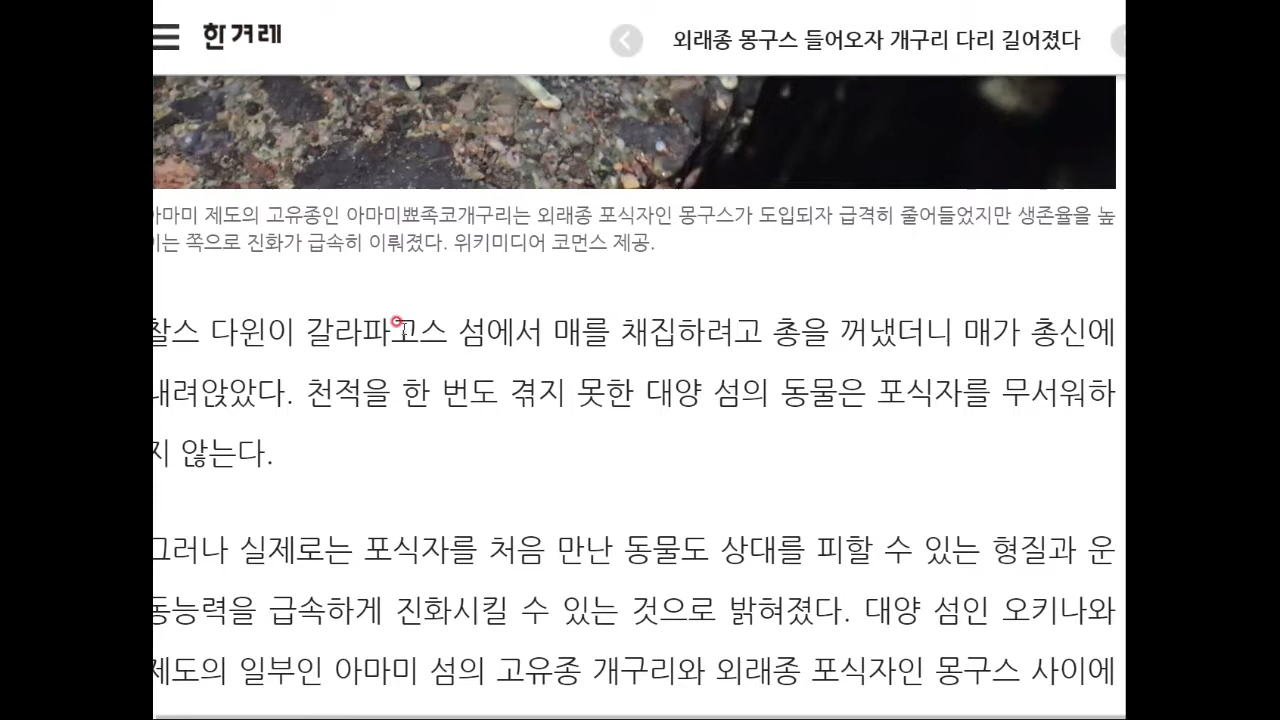 한겨레
외래종 몽구스 들어오자 개구리 다리 길어졌다
아마미 제도의 고유종인 아마미뾰족코개구리는 외래종 포식자인 몽구스가 도입되자 급격히 줄어들었지만 생존율을 높
이는 쪽으로 진화가 급속히 이뤄졌다. 위키미디어 코먼스 제공.
찰스 다윈이 갈라파고스 섬에서 매를 채집하려고 총을 꺼냈더니 매가 총신에
내려앉았다. 천적을 한 번도 겪지 못한 대양 섬의 동물은 포식자를 무서워하
지 않는다.
그러나 실제로는 포식자를 처음 만난 동물도 상대를 피할 수 있는 형질과 운
동능력을 급속하게 진화시킬 수 있는 것으로 밝혀졌다. 대양 섬인 오키나와
제도의 일부인 아마미 섬의 고유종 개구리와 외래종 포식자인 몽구스 사이에